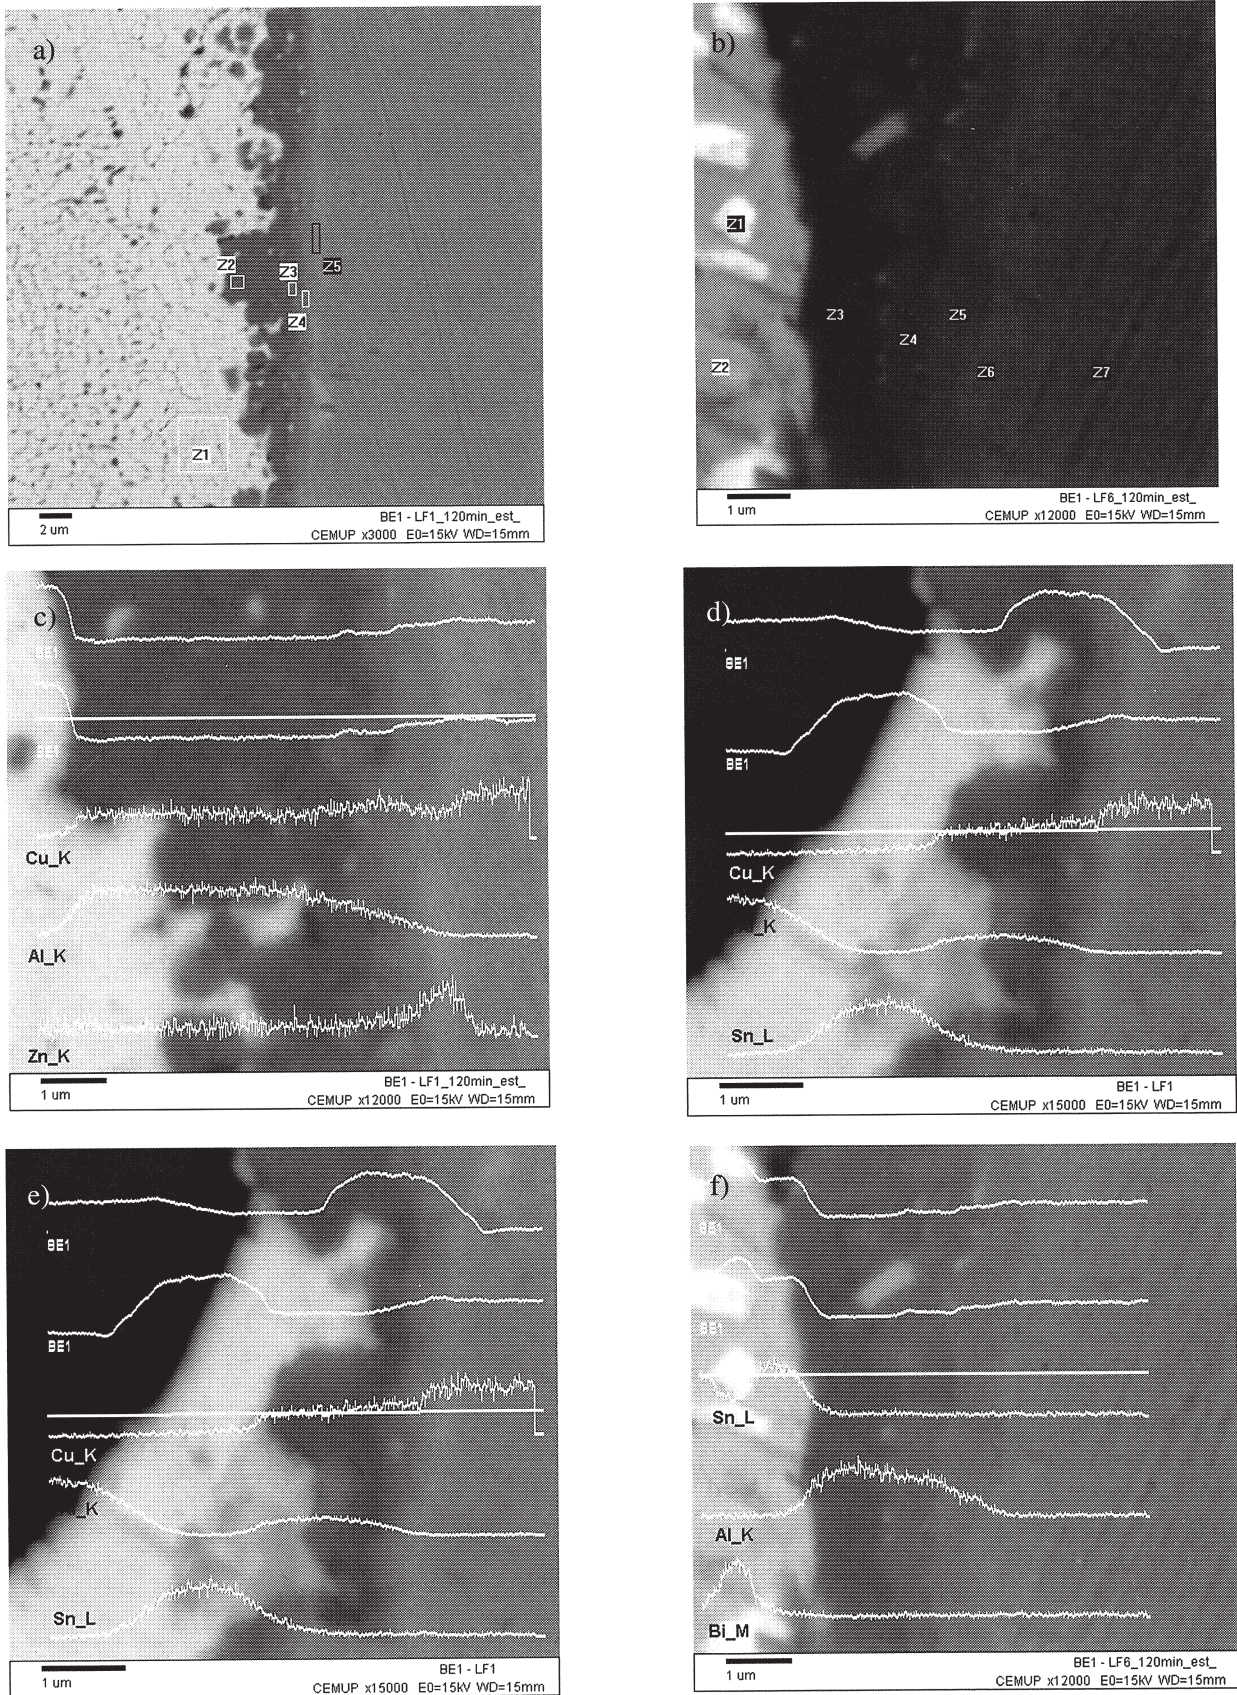 a)
Z2
Z3
Z5
Z4
Z1
2 um
BE1 - LF1_120min_est_
CEMUP x3000 E0=15kV WD=15mm
b)
Z1
Z3
Z5
Z4
Z2
Z6
Z7
1 um
BE1 - LF6_120min_est_
CEMUP x12000 E0=15kV WD=15mm
c)
BE1
BE1
Cu_K
Al_K
Zn_K
1 um
BE1 - LF1_120min_est_
CEMUP x12000 E0=15kV WD=15mm
d)
BE1
BE1
Cu_K
_K
Sn_L
1 um
BE1 - LF1
CEMUP x15000 E0=15kV WD=15mm
e)
BE1
BE1
Cu_K
_K
Sn_L
1 um
BE1 - LF1
CEMUP x15000 E0=15kV WD=15mm
f)
BE1
BE1
Sn_L
Al_K
Bi_M
1 um
BE1 - LF6_120min_est_
CEMUP x12000 E0=15kV WD=15mm